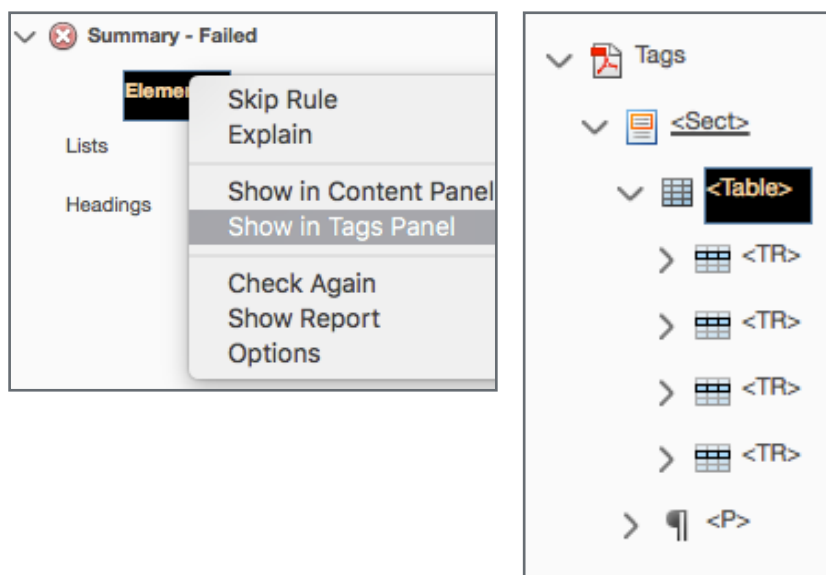 Summary - Failed
Skip Rule
Explain
Lists
Headings
Show in Content Panel
Show in Tags Panel
Check Again
Show Report
Options
Tags
<Sect>
<Table>
<TR>
<TR>
<TR>
<TR>
<P>